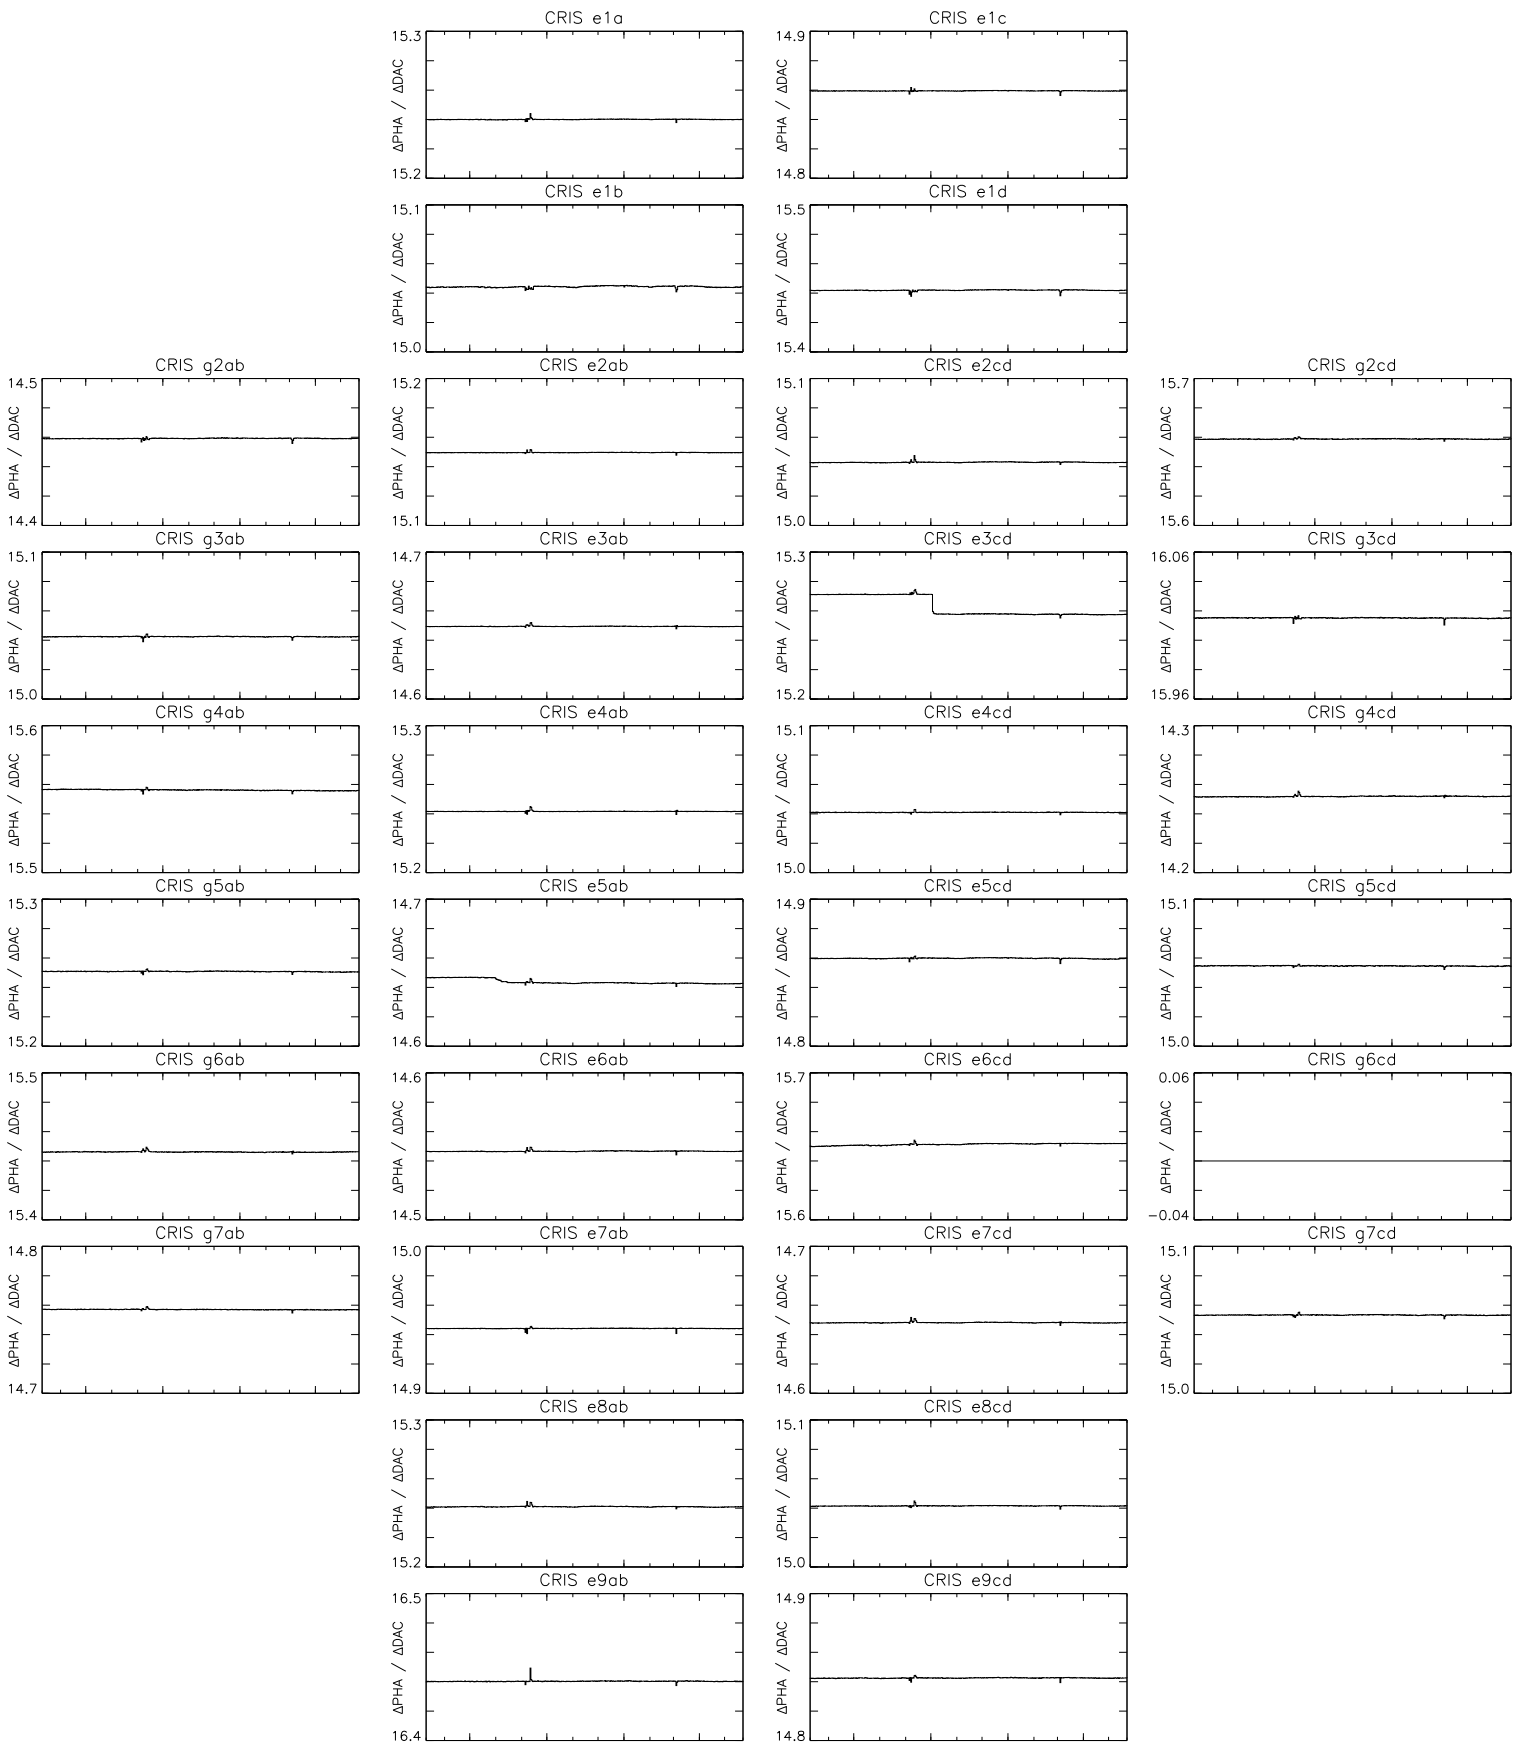 CRIS e1a
15.3
ΔPHA / ΔDAC
15.2
CRIS e1c
14.9
ΔPHA / ΔDAC
14.8
CRIS e1b
15.1
ΔPHA / ΔDAC
15.0
CRIS e1d
15.5
ΔPHA / ΔDAC
15.4
CRIS g2ab
14.5
ΔPHA / ΔDAC
14.4
CRIS e2ab
15.2
ΔPHA / ΔDAC
15.1
CRIS e2cd
15.1
ΔPHA / ΔDAC
15.0
CRIS g2cd
15.7
ΔPHA / ΔDAC
15.6
CRIS g3ab
15.1
ΔPHA / ΔDAC
15.0
CRIS e3ab
14.7
ΔPHA / ΔDAC
14.6
CRIS e3cd
15.3
ΔPHA / ΔDAC
15.2
CRIS g3cd
16.06
ΔPHA / ΔDAC
15.96
CRIS g4ab
15.6
ΔPHA / ΔDAC
15.5
CRIS e4ab
15.3
ΔPHA / ΔDAC
15.2
CRIS e4cd
15.1
ΔPHA / ΔDAC
15.0
CRIS g4cd
14.3
ΔPHA / ΔDAC
14.2
CRIS g5ab
15.3
ΔPHA / ΔDAC
15.2
CRIS e5ab
14.7
ΔPHA / ΔDAC
14.6
CRIS e5cd
14.9
ΔPHA / ΔDAC
14.8
CRIS g5cd
15.1
ΔPHA / ΔDAC
15.0
CRIS g6ab
15.5
ΔPHA / ΔDAC
15.4
CRIS e6ab
14.6
ΔPHA / ΔDAC
14.5
CRIS e6cd
15.7
ΔPHA / ΔDAC
15.6
CRIS g6cd
0.06
ΔPHA / ΔDAC
−0.04
CRIS g7ab
14.8
ΔPHA / ΔDAC
14.7
CRIS e7ab
15.0
ΔPHA / ΔDAC
14.9
CRIS e7cd
14.7
ΔPHA / ΔDAC
14.6
CRIS g7cd
15.1
ΔPHA / ΔDAC
15.0
CRIS e8ab
15.3
ΔPHA / ΔDAC
15.2
CRIS e8cd
15.1
ΔPHA / ΔDAC
15.0
CRIS e9ab
16.5
ΔPHA / ΔDAC
16.4
CRIS e9cd
14.9
ΔPHA / ΔDAC
14.8